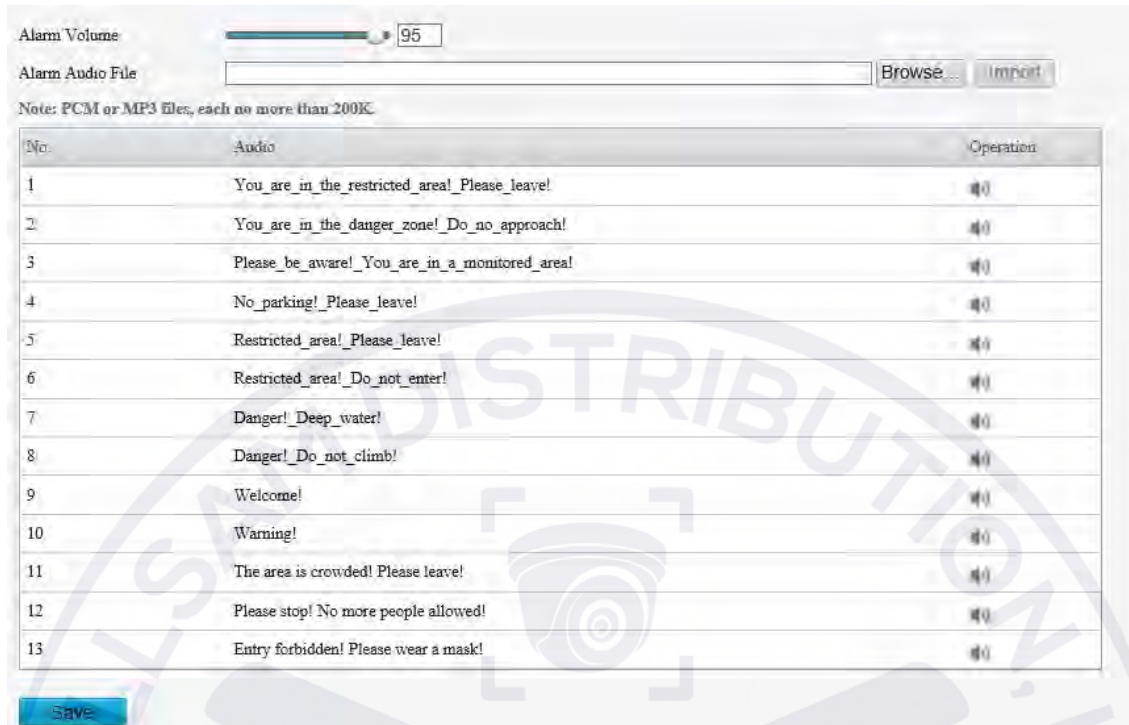 Alarm Volume 95
Alarm Audio File Browse... Import
Note: PCM or MP3 files, each no more than 200K.
No. Audio Operation
1 You_are_in_the_restricted_area!_Please_leave!
2 You_are_in_the_danger_zone!_Do_no_approach!
3 Please_be_aware!_You_are_in_a_monitored_area!
4 No_parking!_Please_leave!
5 Restricted_area!_Please_leave!
6 Restricted_area!_Do_not_enter!
7 Danger!_Deep_water!
8 Danger!_Do_not_climb!
9 Welcome!
10 Warning!
11 The area is crowded! Please leave!
12 Please stop! No more people allowed!
13 Entry forbidden! Please wear a mask!
Save
LSAM DISTRIBUTION,